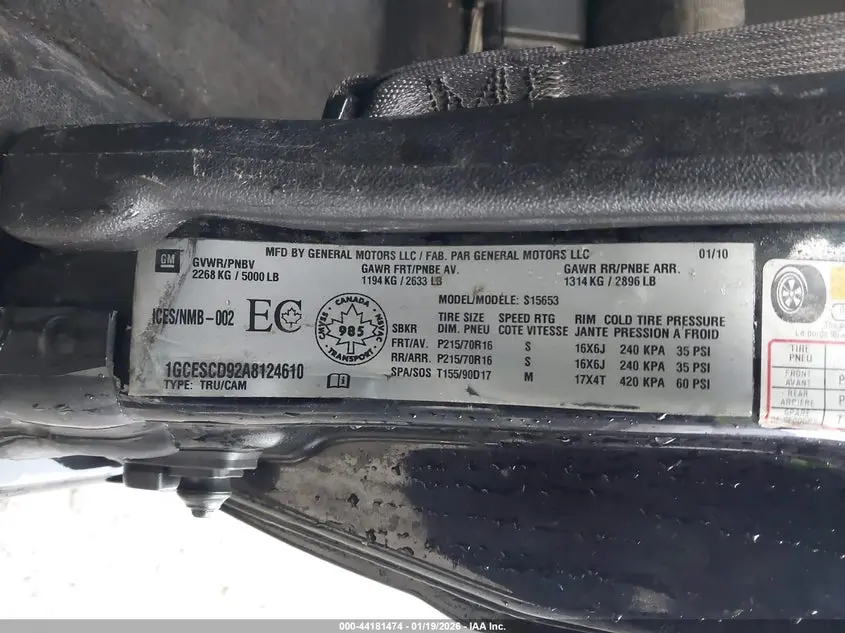 GM
MFD BY GENERAL MOTORS LLC / FAB. PAR GENERAL MOTORS LLC 01/10
GVWR/PNBV GAWR FRT/PNBE AV. GAWR RR/PNBE ARR.
2268 KG / 5000 LB 1194 KG / 2633 LB 1314 KG / 2896 LB
MODEL/MODÉLE: S15653
ICES/NMB-002 EC
CANADA
CMVSS
985
NSVAC
TRANSPORT
TIRE SIZE SPEED RTG RIM COLD TIRE PRESSURE
SBKR DIM. PNEU COTE VITESSE JANTE PRESSION Á FROID
FRT/AV. P215/70R16 S 16X6J 240 KPA 35 PSI
RR/ARR. P215/70R16 S 16X6J 240 KPA 35 PSI
SPA/SOS T155/90D17 M 17X4T 420 KPA 60 PSI
1GCESCD92A8124610
TYPE: TRU/CAM
TIRE
PNEU
FRONT
AVANT
REAR
ARRIÈRE
SPARE
000-44181474 - 01/19/2026 - IAA Inc.